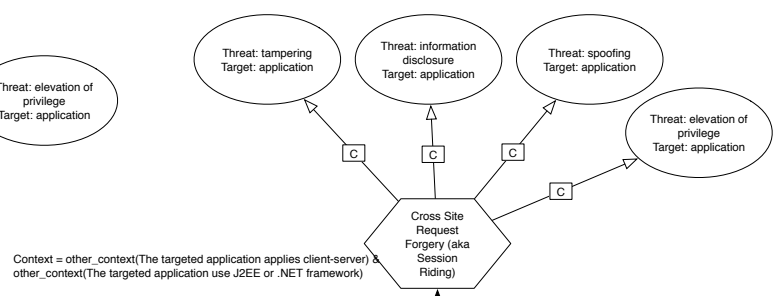 Threat: tampering
Target: application
Threat: information
disclosure
Target: application
Threat: spoofing
Target: application
Threat: elevation of
privilege
Target: application
Threat: elevation of
privilege
Target: application
C
C
C
C
Cross Site
Request
Forgery (aka
Session
Riding)
Context = other_context(The targeted application applies client-server) &
other_context(The targeted application use J2EE or .NET framework)